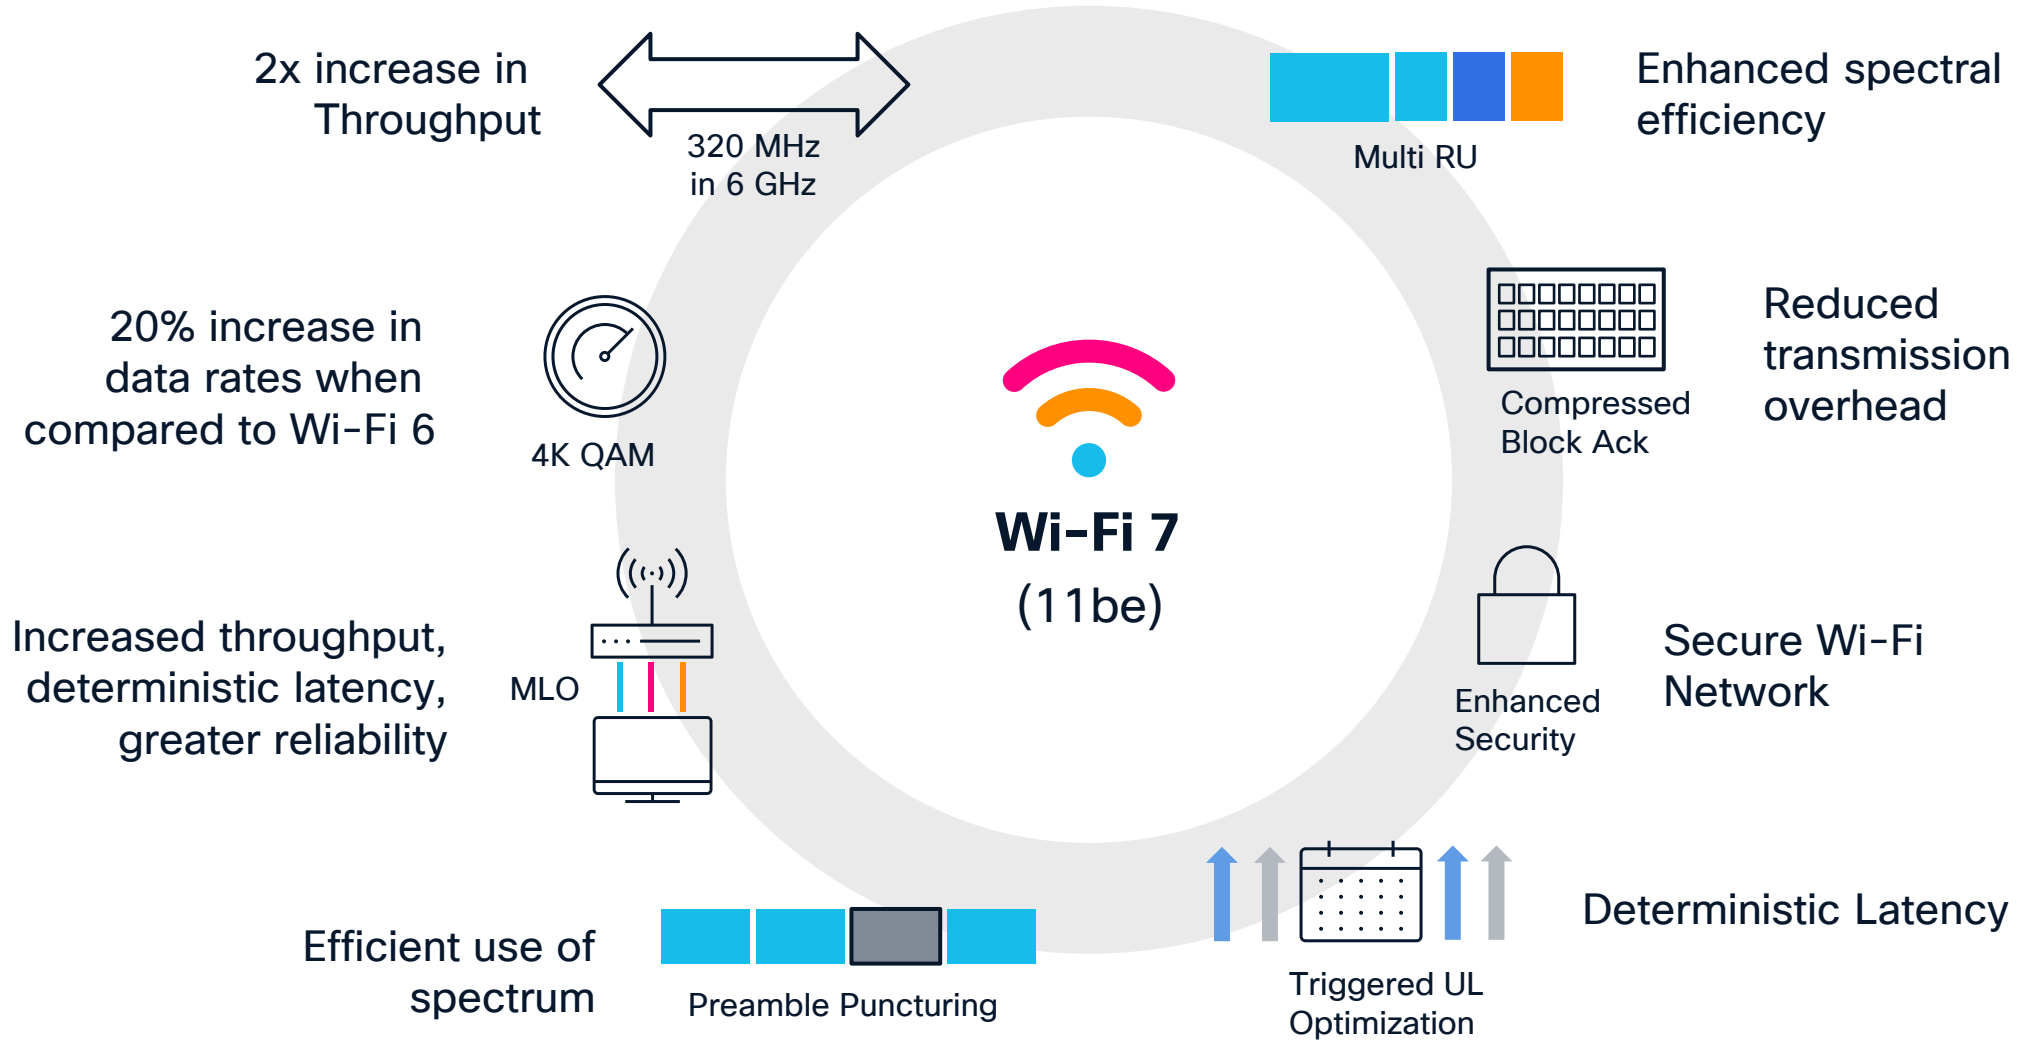 2x increase in
Throughput
320 MHz
in 6 GHz
Multi RU
Enhanced spectral
efficiency
20% increase in
data rates when
compared to Wi-Fi 6
4K QAM
Compressed
Block Ack
Reduced
transmission
overhead
Wi-Fi 7
(11be)
Increased throughput,
deterministic latency,
greater reliability
MLO
Enhanced
Security
Secure Wi-Fi
Network
Efficient use of
spectrum
Preamble Puncturing
Triggered UL
Optimization
Deterministic Latency